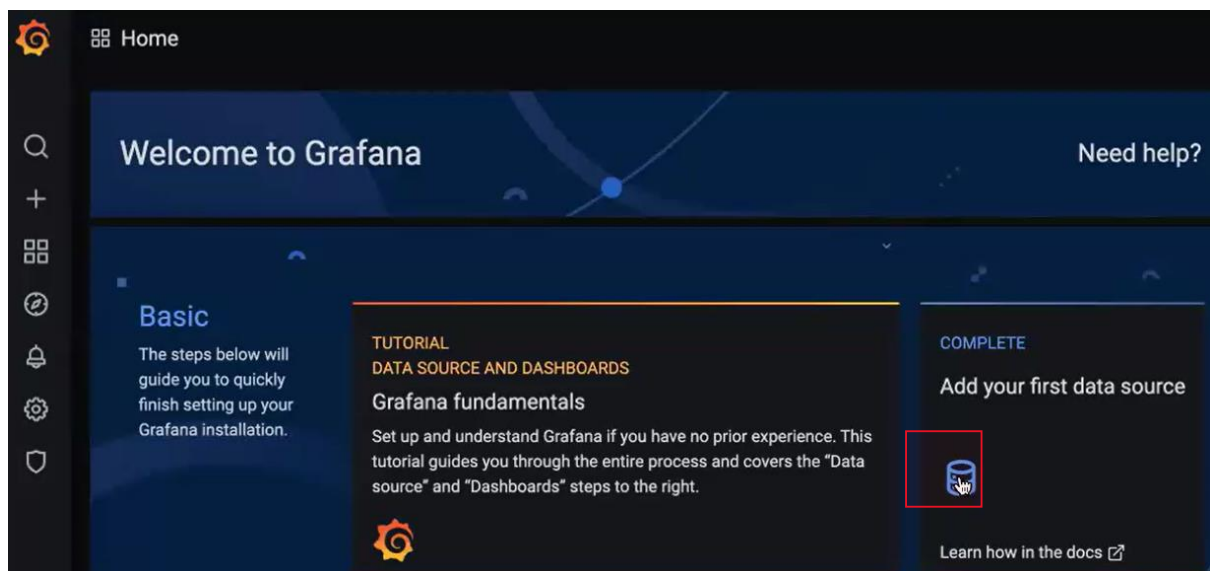 Home
Welcome to Grafana
Need help?
Basic
The steps below will
guide you to quickly
finish setting up your
Grafana installation.
TUTORIAL
DATA SOURCE AND DASHBOARDS
Grafana fundamentals
Set up and understand Grafana if you have no prior experience. This
tutorial guides you through the entire process and covers the “Data
source” and “Dashboards” steps to the right.
COMPLETE
Add your first data source
Learn how in the docs